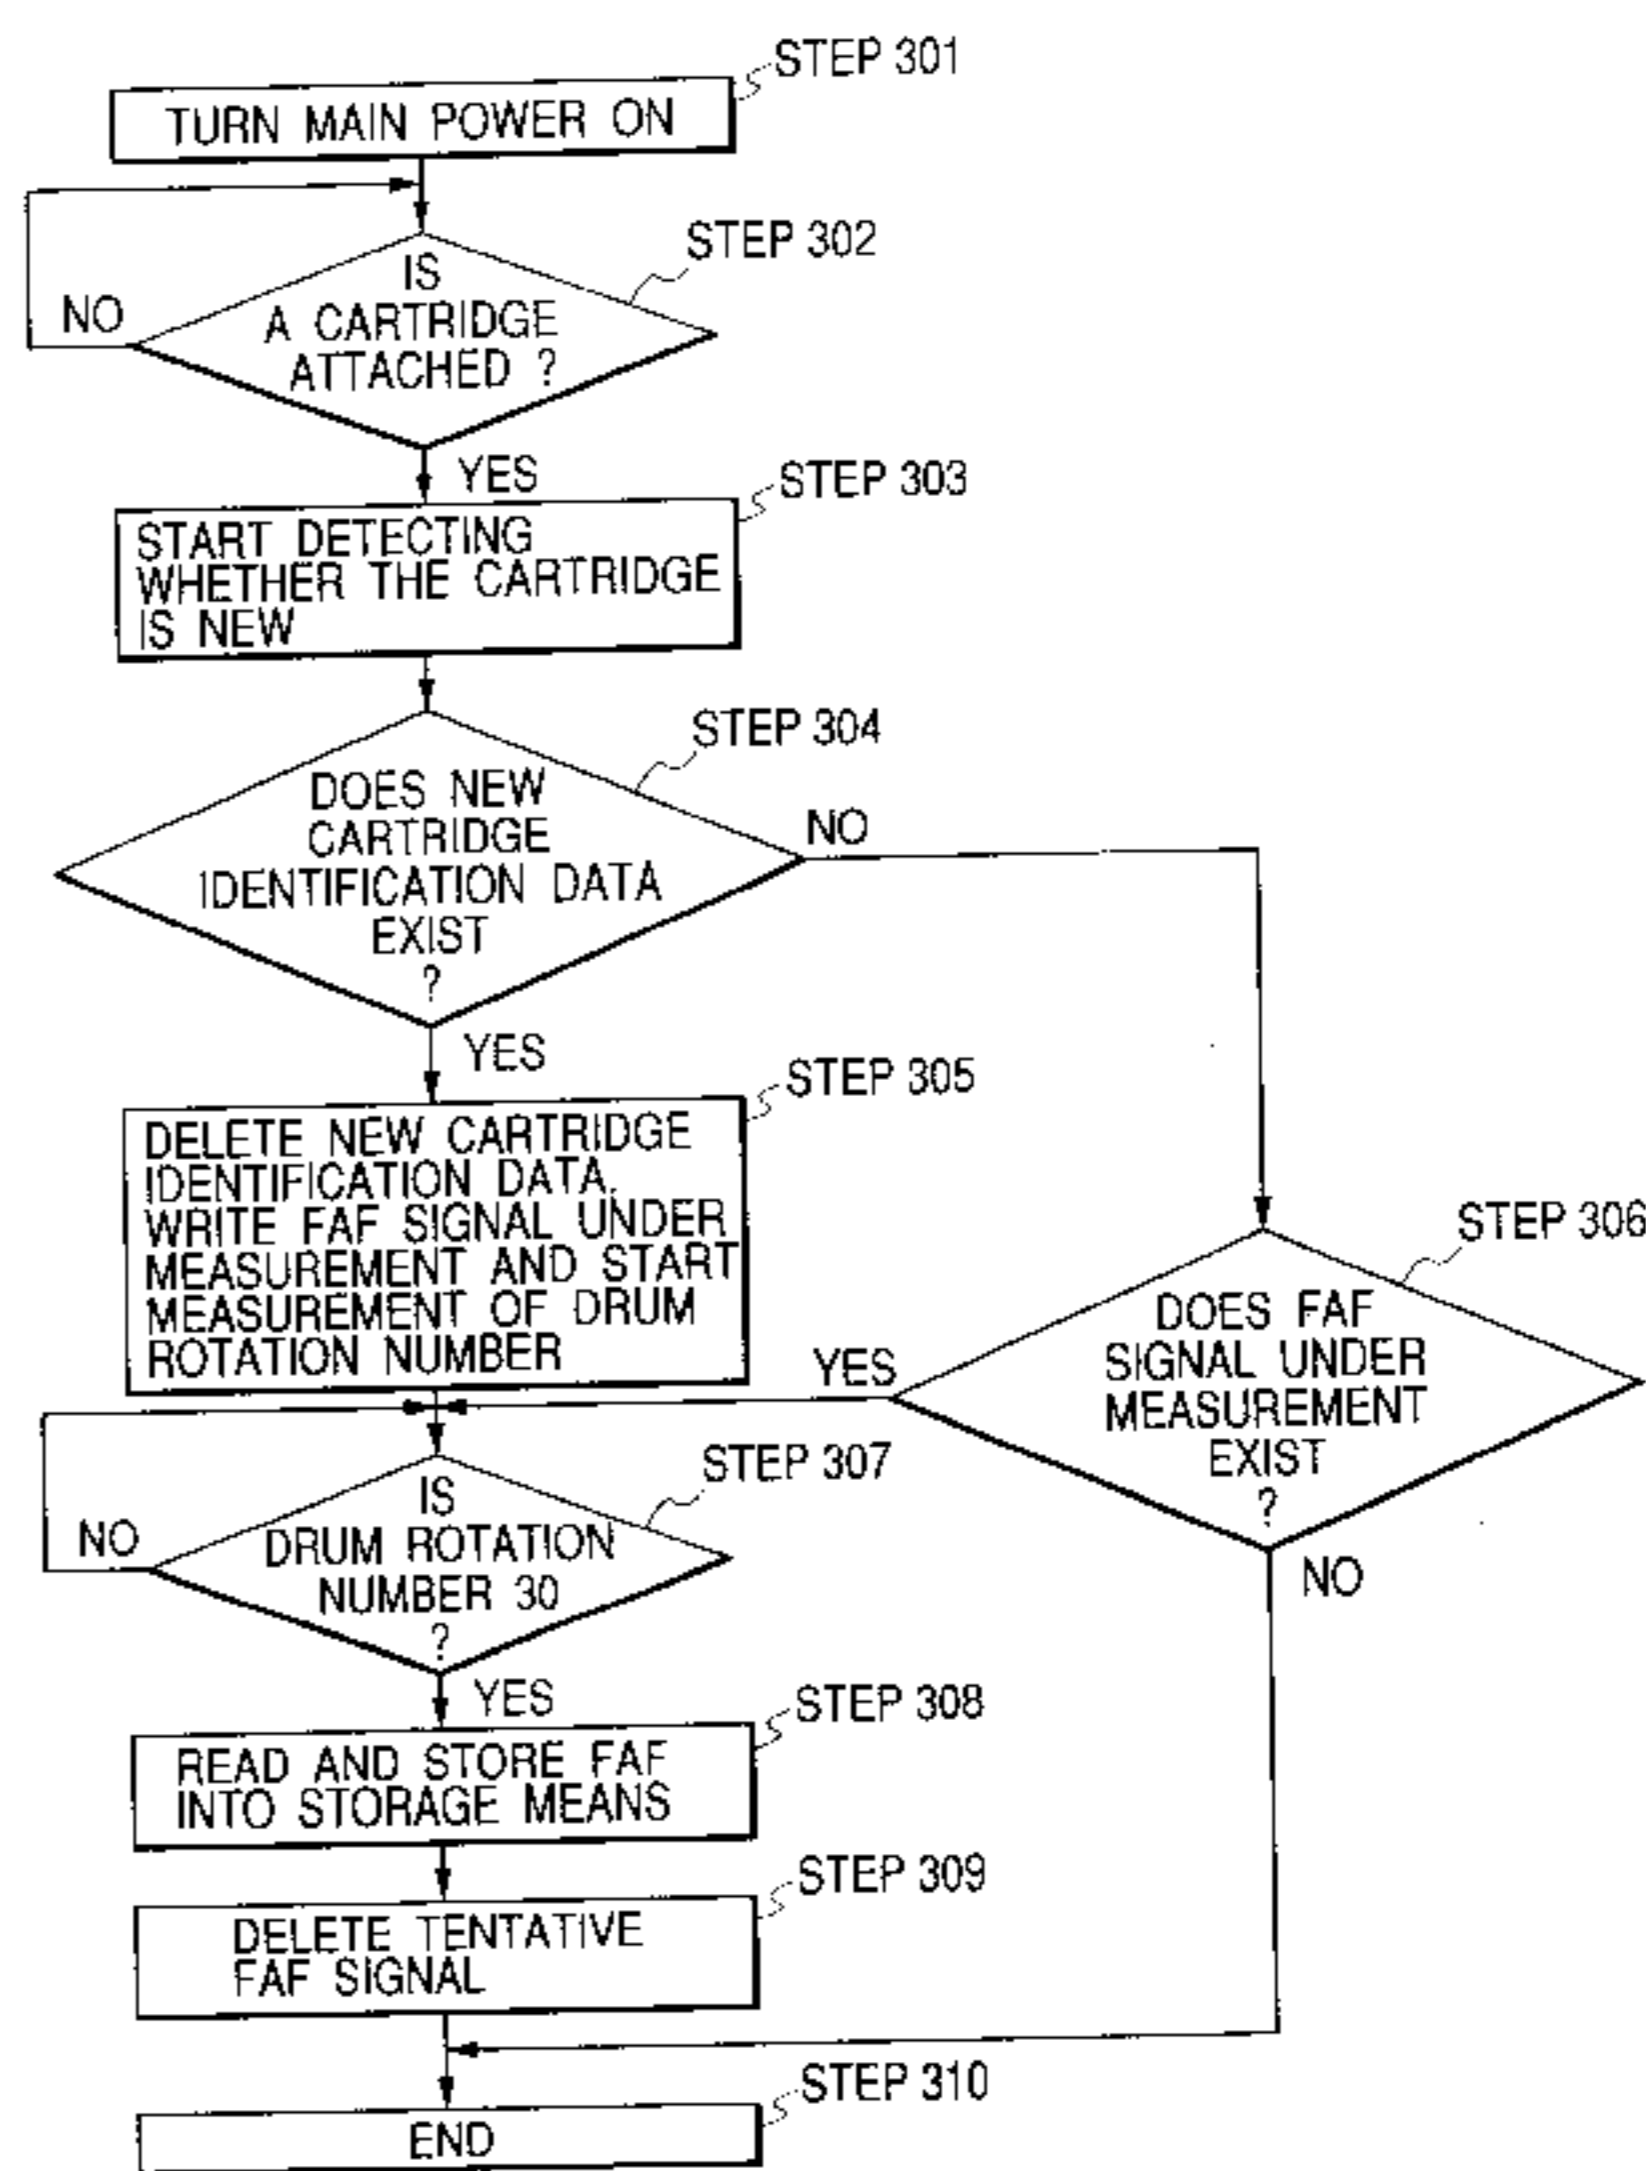 STEP 301
TURN MAIN POWER ON
STEP 302
IS
A CARTRIDGE
ATTACHED ?
NO
YES
STEP 303
START DETECTING
WHETHER THE CARTRIDGE
IS NEW
STEP 304
DOES NEW
CARTRIDGE
IDENTIFICATION DATA
EXIST
?
NO
YES
STEP 305
DELETE NEW CARTRIDGE
IDENTIFICATION DATA,
WRITE FAF SIGNAL UNDER
MEASUREMENT AND START
MEASUREMENT OF DRUM
ROTATION NUMBER
STEP 306
DOES FAF
SIGNAL UNDER
MEASUREMENT
EXIST
?
YES
NO
STEP 307
IS
DRUM ROTATION
NUMBER 30
?
NO
YES
STEP 308
READ AND STORE FAF
INTO STORAGE MEANS
STEP 309
DELETE TENTATIVE
FAF SIGNAL
STEP 310
END